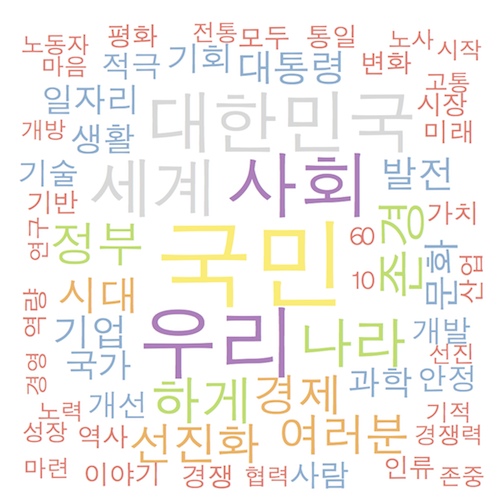 노동자 평화 전통 모두 통일 노사 시작
마음 적극 기회 대통령 변화 고통
일자리 대한민국 시장
개방 생활 미래
기술 세계 사회 발전
기반 가치
연구 정부 국민 60 존경
역량 시대 10 문화 산업
기업 우리 나라 개발
경영 국가 선진
하게 경제 과학 안정
노력 개선 기적
성장 역사 선진화 여러분 경쟁력
마련 이야기 경쟁 협력 사람 인류 존중